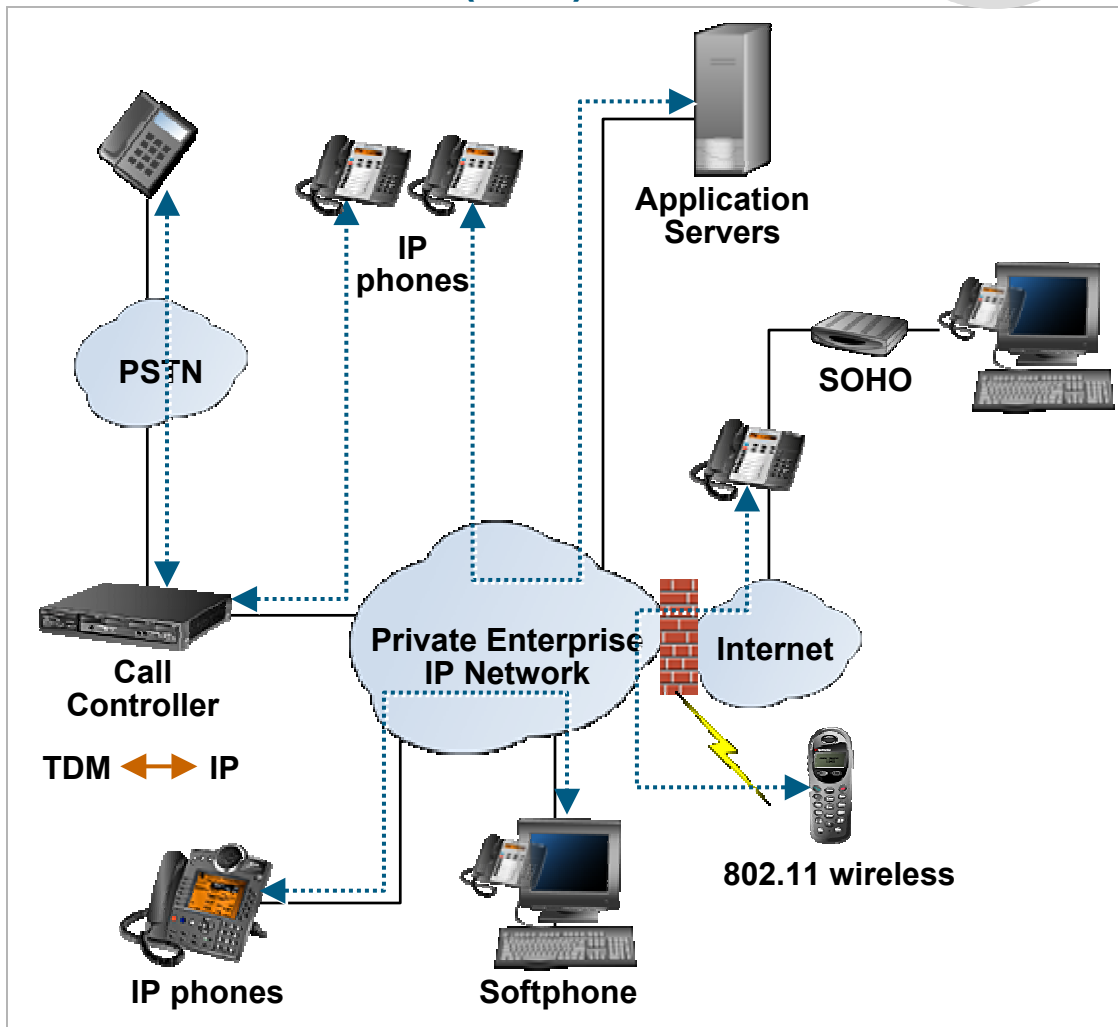 Application
Servers
IP
phones
PSTN
SOHO
Private Enterprise
IP Network
Internet
Call
Controller
TDM IP
802.11 wireless
IP phones
Softphone